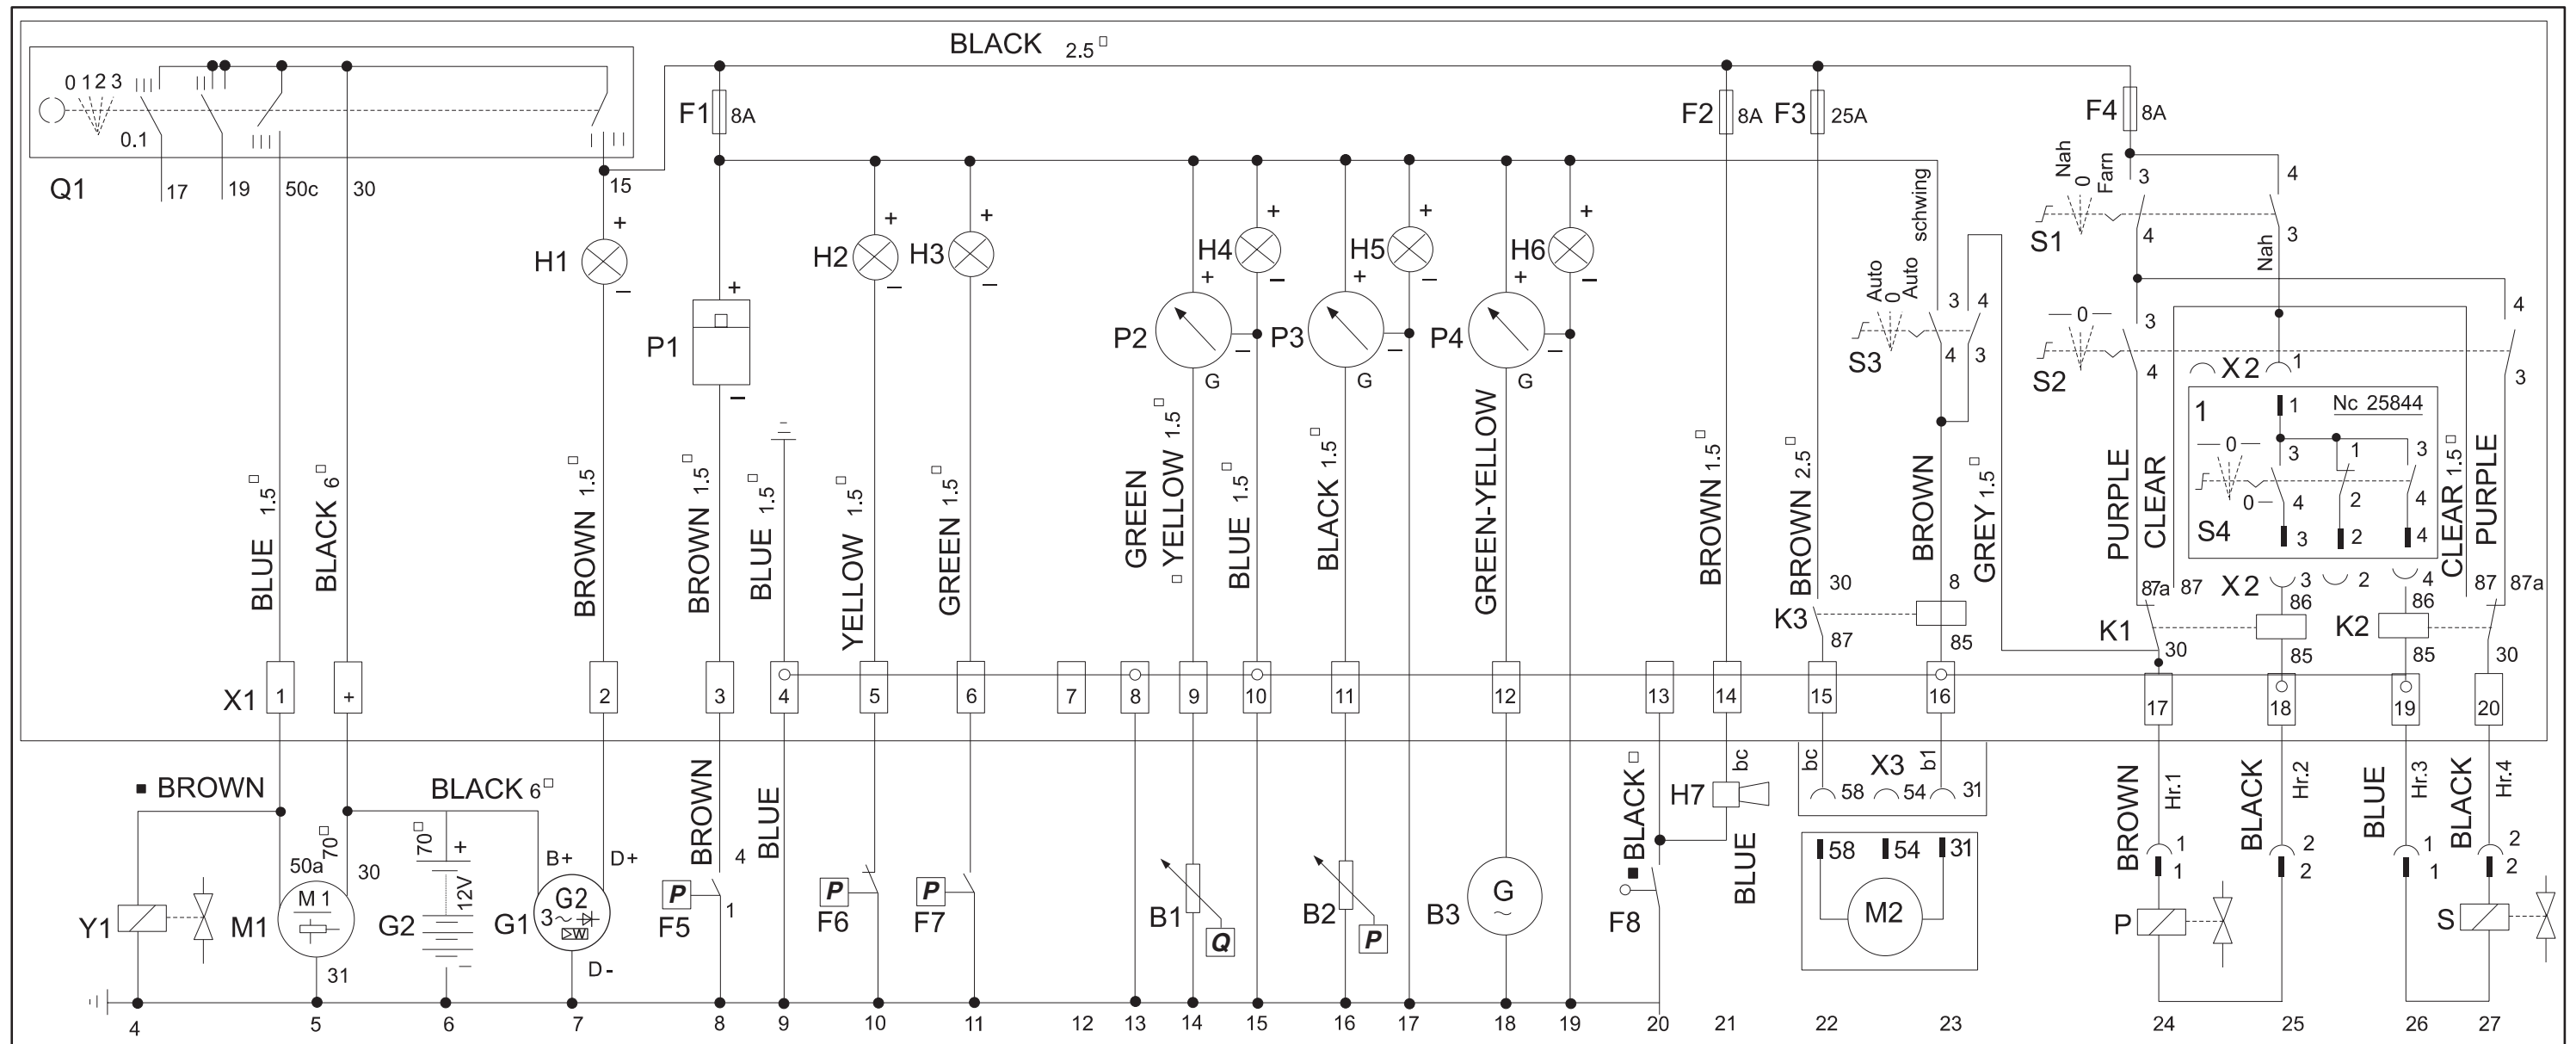 BLACK 2.5□
0 1 2 3
0.1
Q1
17
19
50c
30
15
F1 8A
F2 8A
F3 25A
F4 8A
+
H1
−
+
P1
−
+
H2
−
+
H3
−
+
H4
−
+
P2
−
G
+
H5
−
+
P3
−
G
+
H6
−
+
P4
−
G
schwing
Auto
0
Auto
3
4
S3
4
3
Nah
0
Farn
3
4
S1
4
3
Nah
— 0 —
3
4
S2
4
3
X2 1
1
1
Nc 25844
— 0 —
3
1
3
0 —
4
2
4
S4
3
2
4
X2 3 2 4
BLUE 1.5□
BLACK 6□
BROWN 1.5□
BROWN 1.5□
BLUE 1.5□
YELLOW 1.5□
GREEN 1.5□
GREEN
□ YELLOW 1.5□
BLUE 1.5□
BLACK 1.5□
GREEN-YELLOW
BROWN 1.5□
BROWN 2.5□
BROWN
GREY 1.5□
PURPLE
CLEAR
CLEAR 1.5□
PURPLE
30
K3
87
8
85
87a 87
K1
30
86
85
K2
86
85
87 87a
30
X1
1
+
2
3
4
5
6
7
8
9
10
11
12
13
14
15
16
17
18
19
20
■ BROWN
BLACK 6□
70□
50a
30
70□
+
12V
−
B+
D+
Y1
M1
M 1
31
G2
G1
G2
3~
>W
D-
BROWN
BLUE
4
P
1
F5
P
F6
P
F7
B1
Q
B2
P
B3
G
~
■ BLACK □
F8
bc
H7
BLUE
bc
X3
b1
58 54 31
58 54 31
M2
BROWN
Hr.1
BLACK
Hr.2
BLUE
Hr.3
BLACK
Hr.4
1
1
2
2
1
1
2
2
P
S
4
5
6
7
8
9
10
11
12
13
14
15
16
17
18
19
20
21
22
23
24
25
26
27